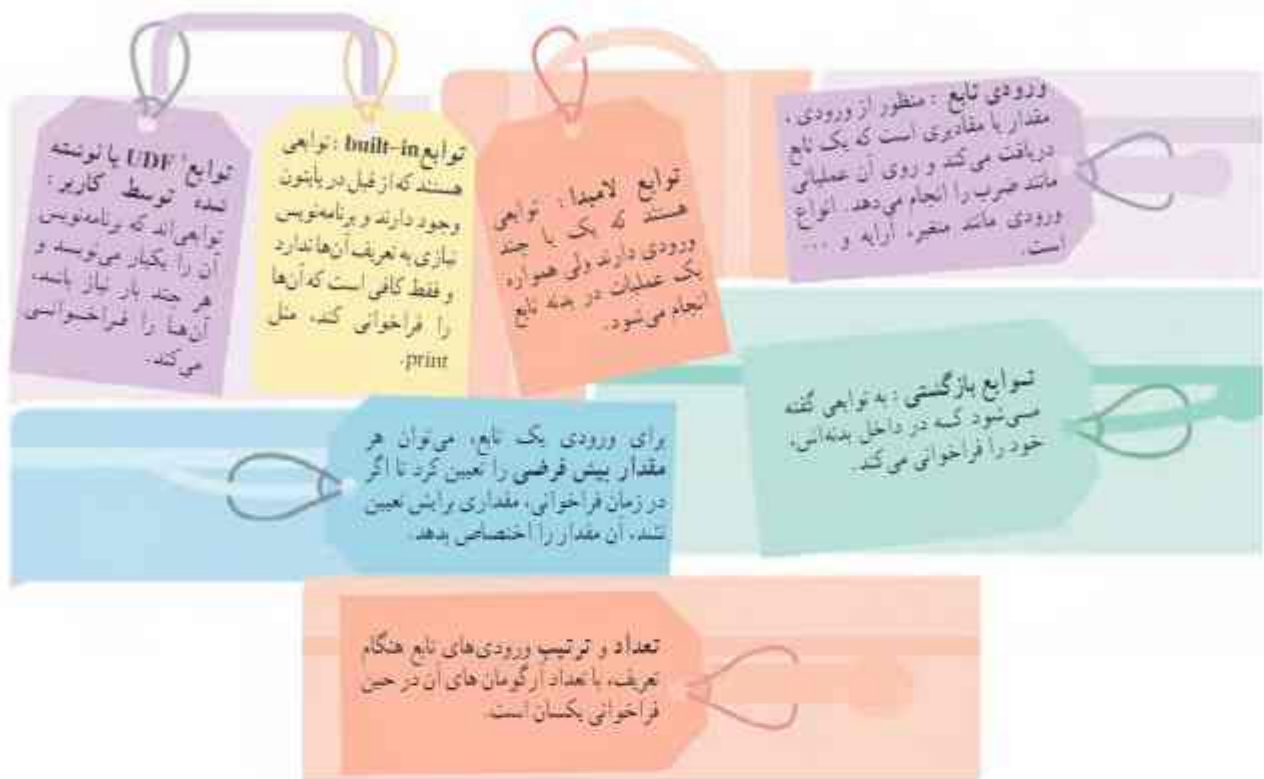 ورودی تابع : منظور از ورودی ،
مقدار یا مقادیری است که یک تابع
دریافت می‌کند و روی آن عملیاتی
مانند ضرب را انجام می‌دهد. انواع
ورودی مانند متغیر، آرایه و ...
است.
توابع لامبدا : توابعی
هستند که یک یا چند
ورودی دارند ولی همواره
یک عملیات در بدنه تابع
انجام می‌شود.
توابع built-in : توابعی
هستند که از قبل در پایتون
وجود دارند و برنامه‌نویس
نیازی به تعریف آن‌ها ندارد
و فقط کافی است که آن‌ها
را فراخوانی کند، مثل
print.
توابع UDF¹ یا نوشته
شده توسط کاربر :
توابعی‌اند که برنامه‌نویس
آن را یکبار می‌نویسد و
هر چند بار نیاز باشد،
آن‌ها را فراخوانی
می‌کند.
توابع بازگشتی : به توابعی گفته
می‌شود که در داخل بدنه‌اش،
خود را فراخوانی می‌کند.
برای ورودی یک تابع، می‌توان هر
مقدار پیش فرضی را تعیین کرد تا اگر
در زمان فراخوانی، مقداری برایش تعیین
نشد، آن مقدار را اختصاص بدهد.
تعداد و ترتیب ورودی‌های تابع هنگام
تعریف، با تعداد آرگومان های آن در حین
فراخوانی یکسان است.